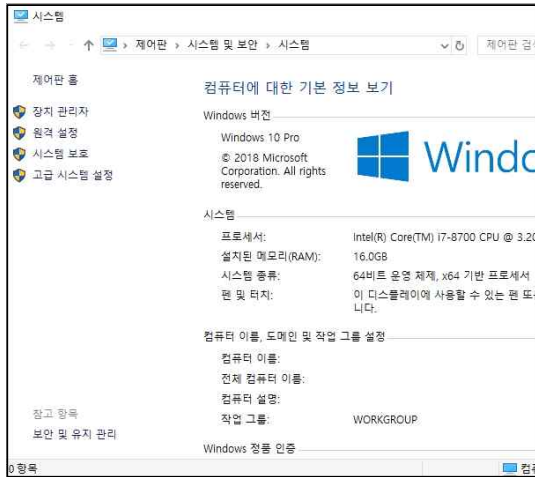 시스템
제어판 › 시스템 및 보안 › 시스템
제어판 검색
제어판 홈
장치 관리자
원격 설정
시스템 보호
고급 시스템 설정
컴퓨터에 대한 기본 정보 보기
Windows 버전
Windows 10 Pro
© 2018 Microsoft
Corporation. All rights
reserved.
Windo
시스템
프로세서: Intel(R) Core(TM) i7-8700 CPU @ 3.20
설치된 메모리(RAM): 16.0GB
시스템 종류: 64비트 운영 체제, x64 기반 프로세서
펜 및 터치: 이 디스플레이에 사용할 수 있는 펜 또는
니다.
컴퓨터 이름, 도메인 및 작업 그룹 설정
컴퓨터 이름:
전체 컴퓨터 이름:
컴퓨터 설명:
작업 그룹: WORKGROUP
Windows 정품 인증
참고 항목
보안 및 유지 관리
0 항목
컴퓨